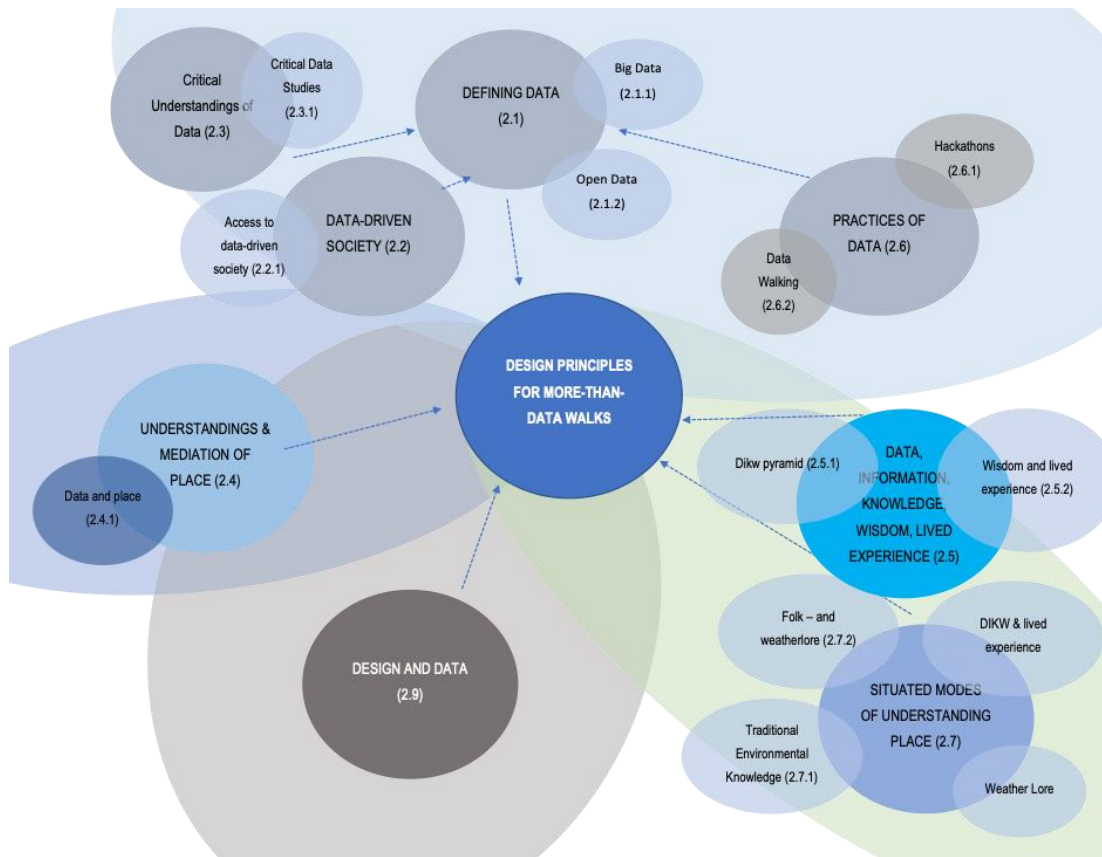 Critical
Understandings of
Data (2.3)
Critical Data
Studies
(2.3.1)
DEFINING DATA
(2.1)
Big Data
(2.1.1)
Open Data
(2.1.2)
Hackathons
(2.6.1)
PRACTICES OF
DATA (2.6)
Data
Walking
(2.6.2)
Access to
data-driven
society (2.2.1)
DATA-DRIVEN
SOCIETY (2.2)
DESIGN PRINCIPLES
FOR MORE-THAN-
DATA WALKS
UNDERSTANDINGS &
MEDIATION OF
PLACE (2.4)
Data and place
(2.4.1)
Dikw pyramid (2.5.1)
DATA,
INFORMATION,
KNOWLEDGE,
WISDOM, LIVED
EXPERIENCE (2.5)
Wisdom and lived
experience (2.5.2)
DESIGN AND DATA
(2.9)
Folk – and
weatherlore (2.7.2)
DIKW & lived
experience
SITUATED MODES
OF UNDERSTANDING
PLACE (2.7)
Traditional
Environmental
Knowledge (2.7.1)
Weather Lore